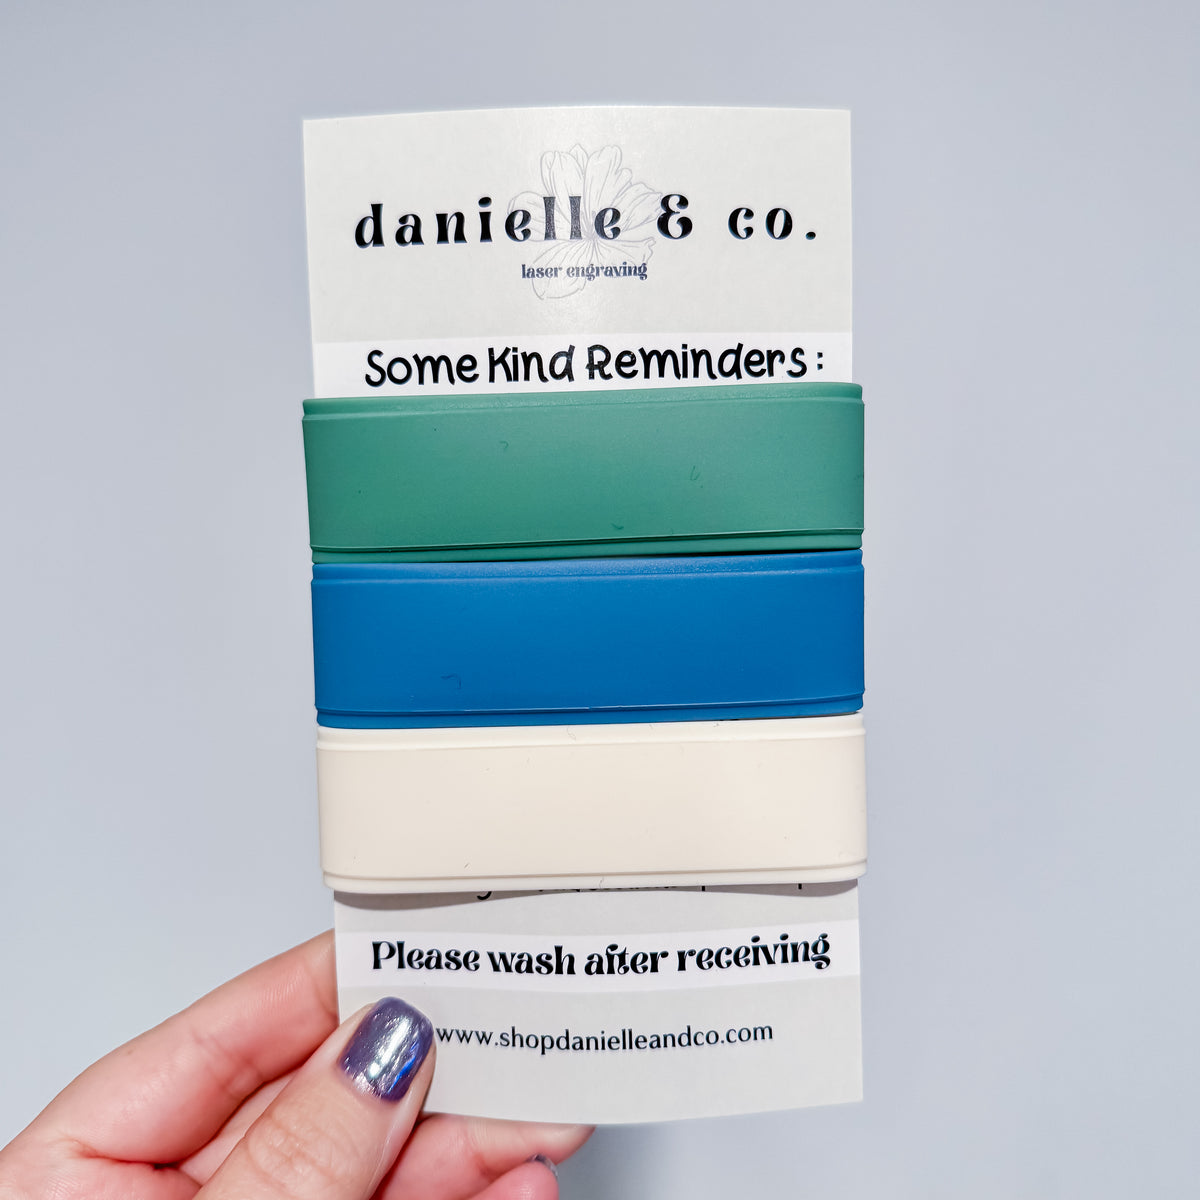 danielle & co.
laser engraving
Some Kind Reminders:
Please wash after receiving
www.shopdanielleandco.com